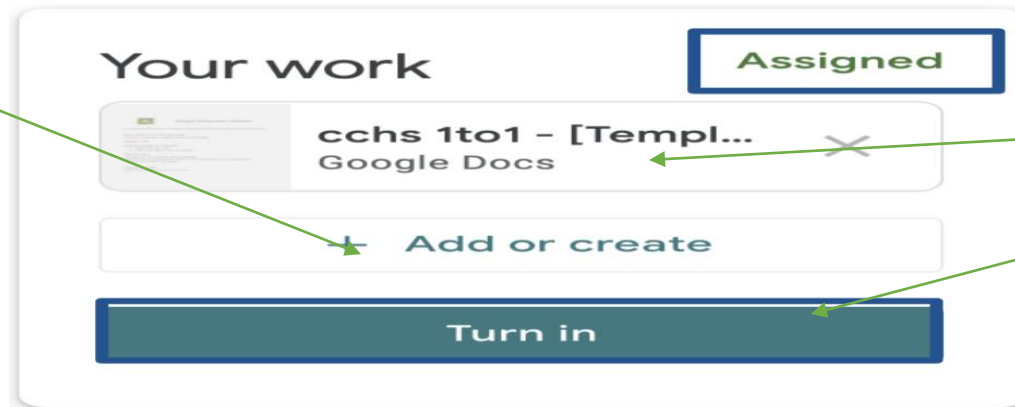 Your work
Assigned
cchs 1to1 - [Templ...
Google Docs
+ Add or create
Turn in